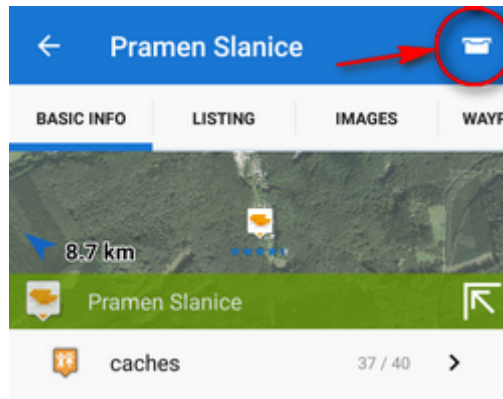 Pramen Slanice
BASIC INFO LISTING IMAGES WAYP
8.7 km
Pramen Slanice
caches 37 / 40